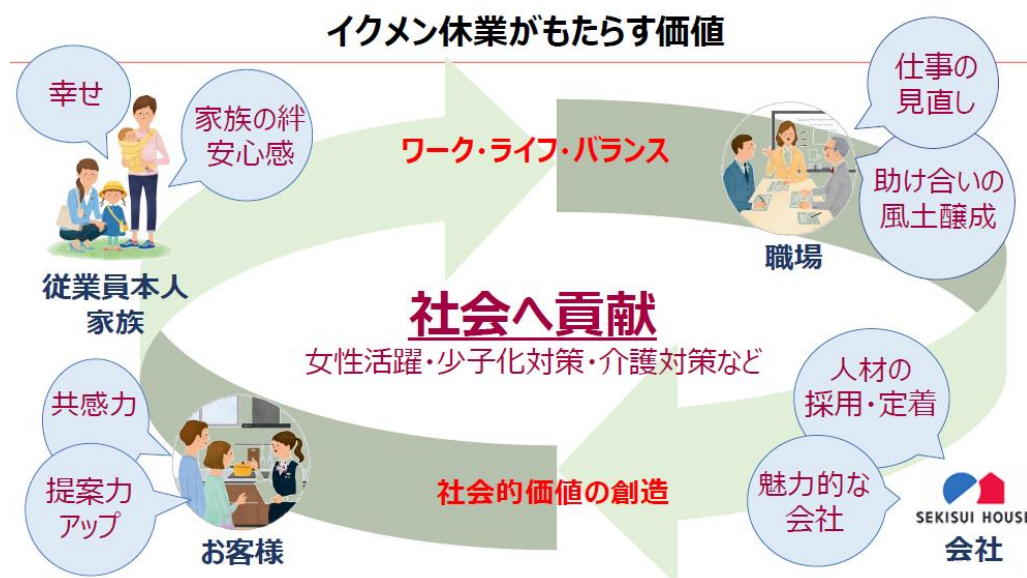 イクメン休業がもたらす価値
幸せ
家族の絆
安心感
従業員本人
家族
ワーク・ライフ・バランス
仕事の
見直し
助け合いの
風土醸成
職場
社会へ貢献
女性活躍・少子化対策・介護対策など
人材の
採用・定着
魅力的な
会社
SEKISUI HOUSE
会社
社会的価値の創造
共感力
提案力
アップ
お客様